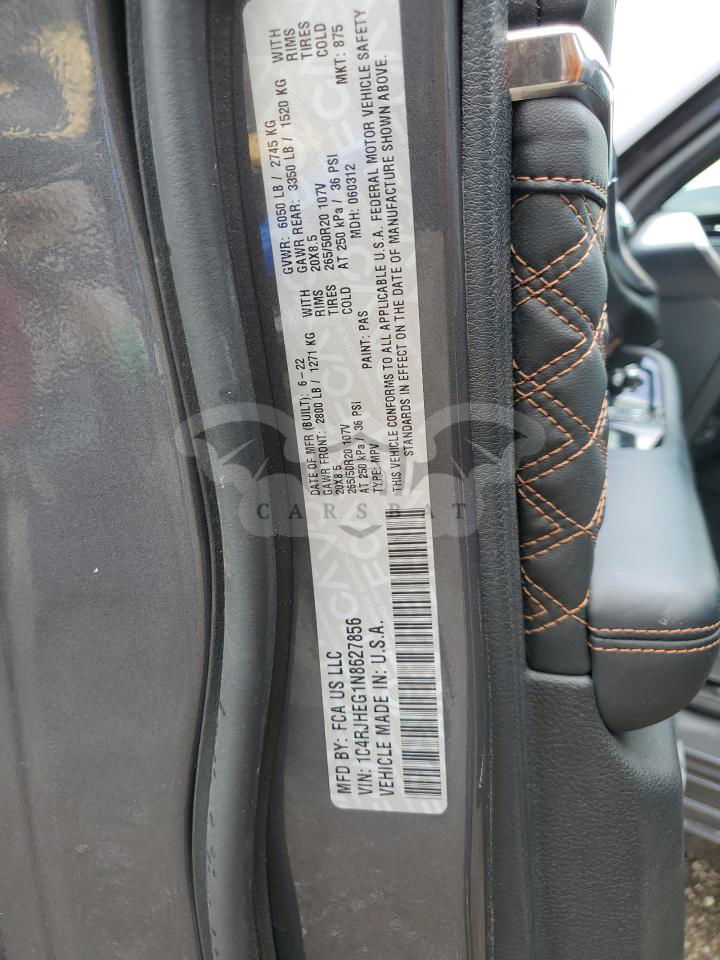 MFD BY: FCA US LLC
DATE OF MFR (BUILT): 6-22
GVWR: 6050 LB / 2745 KG
GAWR FRONT: 2800 LB / 1271 KG WITH
GAWR REAR: 3350 LB / 1520 KG WITH
20X8.5 RIMS
20X8.5 RIMS
265/50R20 107V TIRES
265/50R20 107V TIRES
AT 250 kPa / 36 PSI COLD
AT 250 kPa / 36 PSI COLD
VIN: 1C4RJHEG1N8627856
TYPE: MPV
PAINT: PAS
MDH: 060312
MKT: 875
VEHICLE MADE IN: U.S.A.
THIS VEHICLE CONFORMS TO ALL APPLICABLE U.S.A. FEDERAL MOTOR VEHICLE SAFETY
STANDARDS IN EFFECT ON THE DATE OF MANUFACTURE SHOWN ABOVE.
CARSBAT